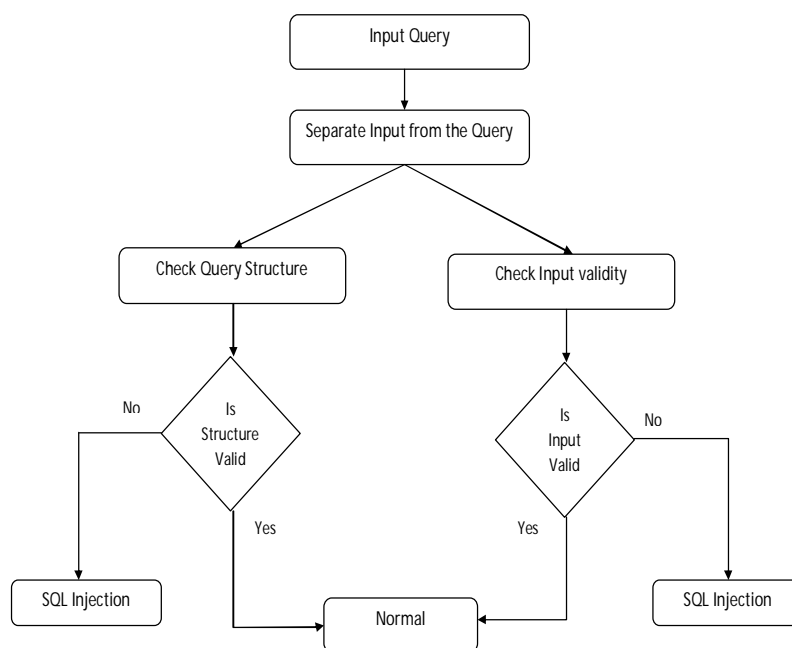 Input Query
Separate Input from the Query
Check Query Structure
Check Input validity
No
Is
Structure
Valid
Is
Input
Valid
No
Yes
Yes
SQL Injection
Normal
SQL Injection